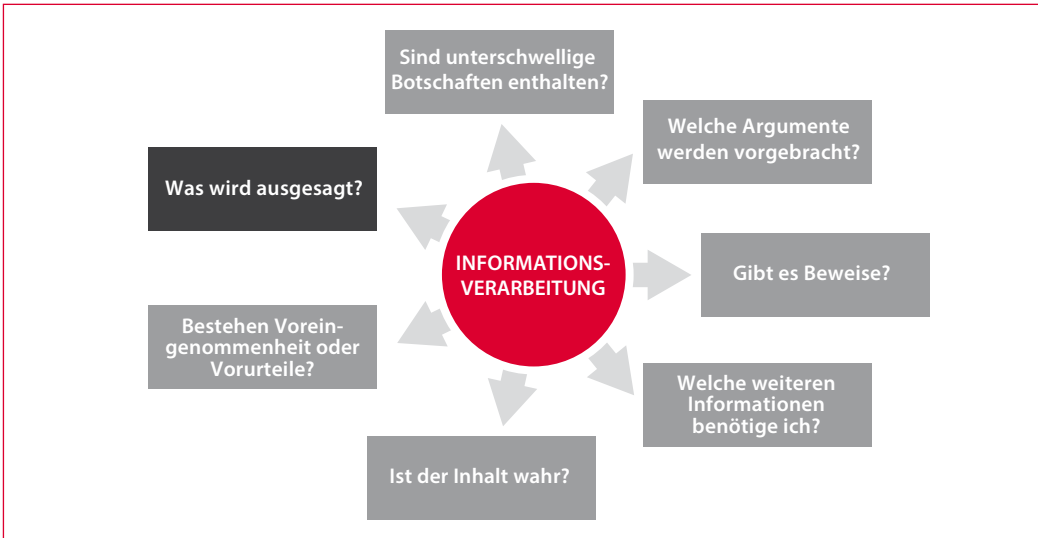 Sind unterschwellige
Botschaften enthalten?
Welche Argumente
werden vorgebracht?
Was wird ausgesagt?
INFORMATIONS-
VERARBEITUNG
Gibt es Beweise?
Bestehen Vorein-
genommenheit oder
Vorurteile?
Welche weiteren
Informationen
benötige ich?
Ist der Inhalt wahr?